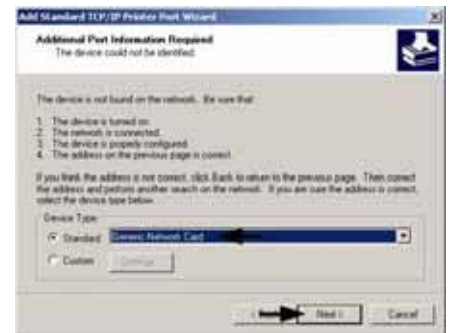 Add Standard TCP/IP Printer Port Wizard
Additional Port Information Required
The device could not be identified.
The device is not found on the network. Be sure that:
1. The device is turned on.
2. The network is connected.
3. The device is properly configured.
4. The address on the previous page is correct.
If you think the address is not correct, click Back to return to the previous page. Then correct
the address and perform another search on the network. If you are sure the address is correct,
select the device type below.
Device Type
Standard Generic Network Card
Custom Settings...
< Next > Cancel